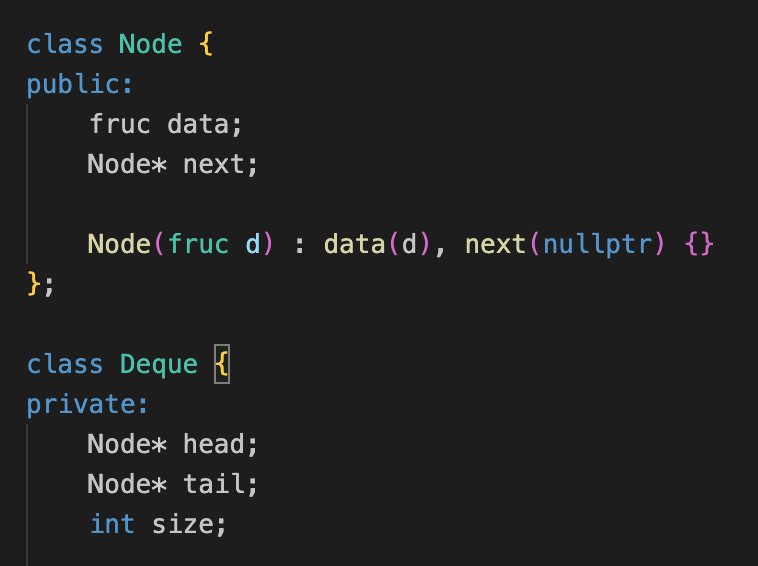 class Node {
public:
    fruc data;
    Node* next;

    Node(fruc d) : data(d), next(nullptr) {}
};

class Deque {
private:
    Node* head;
    Node* tail;
    int size;